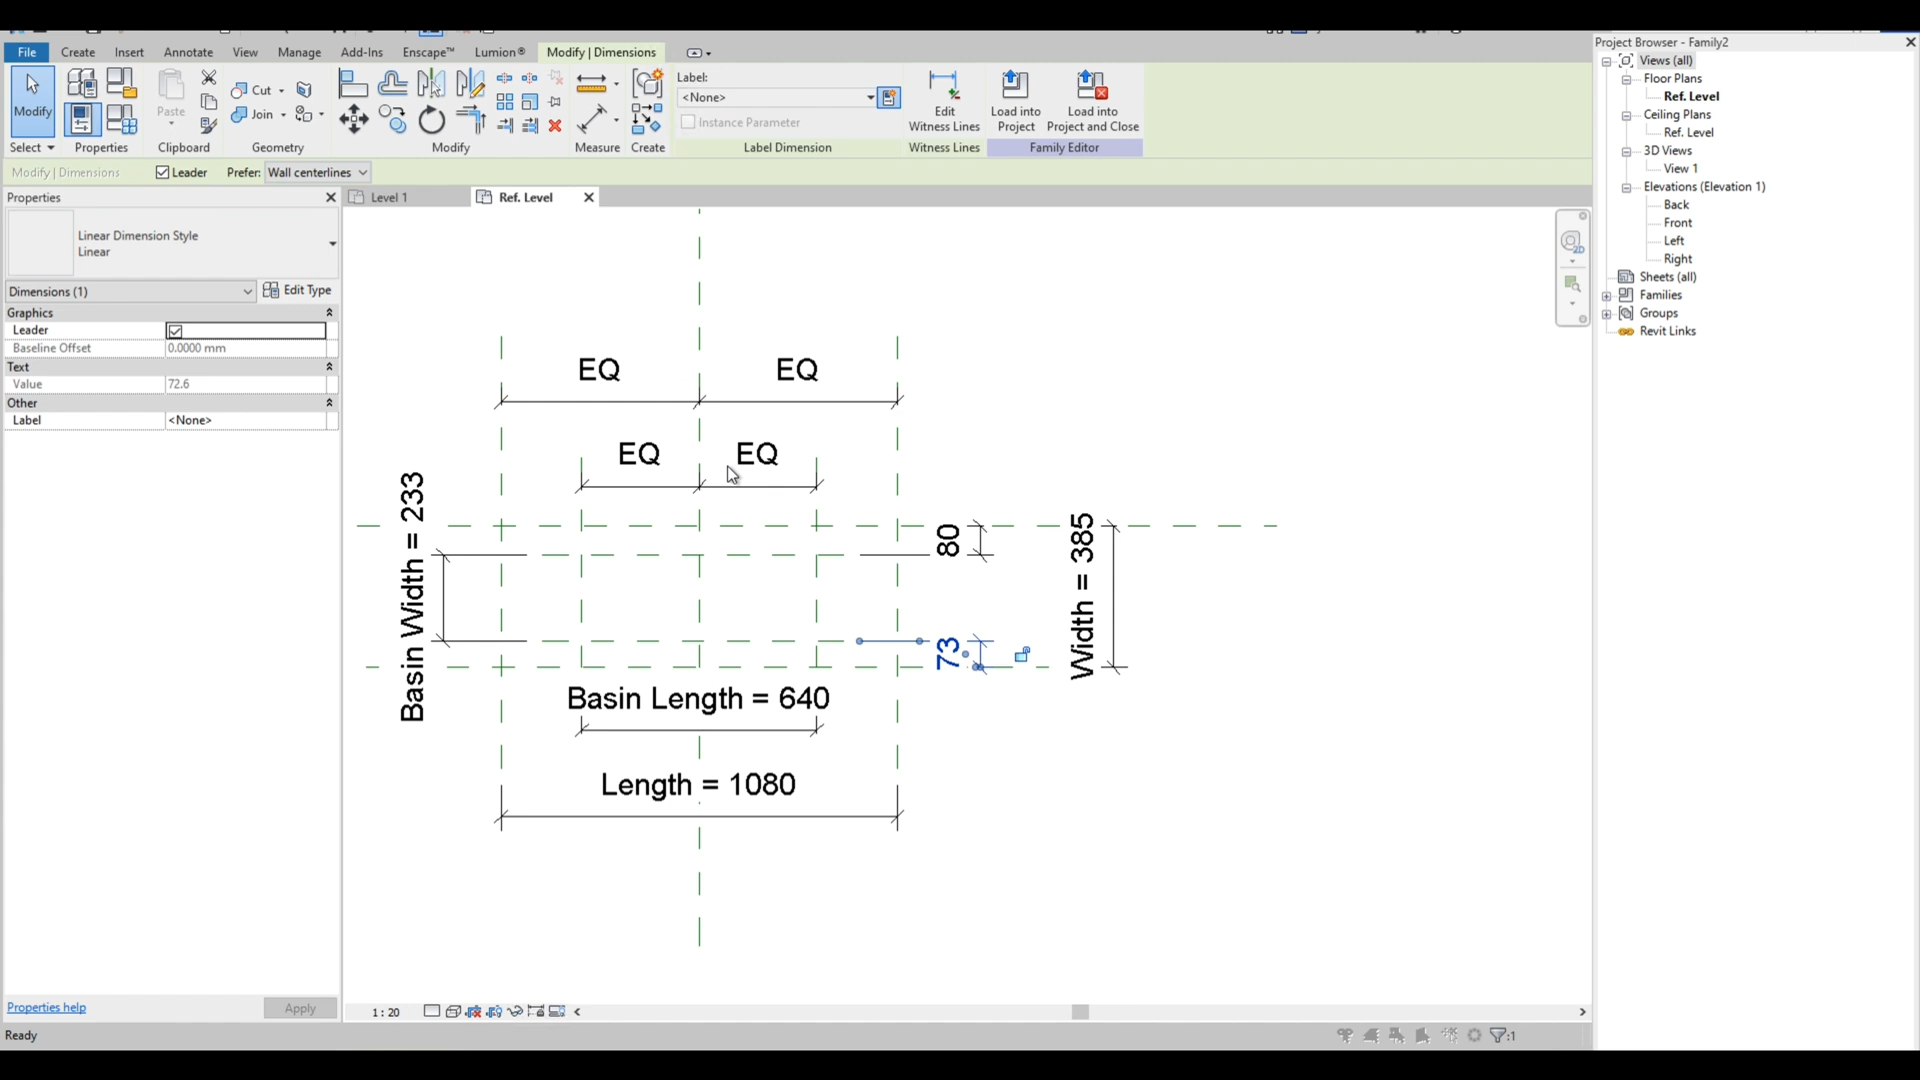 File Create Insert Annotate View Manage Add-Ins Enscape™ Lumion® Modify | Dimensions
Project Browser - Family2
Modify
Select
Properties
Paste
Clipboard
Cut
Join
Geometry
Modify
Measure
Create
Label:
<None>
Instance Parameter
Label Dimension
Edit
Witness Lines
Witness Lines
Load into
Project
Load into
Project and Close
Family Editor
Modify | Dimensions
Leader
Prefer: Wall centerlines
Properties
Linear Dimension Style
Linear
Dimensions (1)
Edit Type
Graphics
Leader
Baseline Offset 0.0000 mm
Text
Value 72.6
Other
Label <None>
Properties help
Apply
Ready
Level 1
Ref. Level
EQ EQ
EQ EQ
Basin Width = 233
80
73
Width = 385
Basin Length = 640
Length = 1080
2D
1 : 20
:1
Views (all)
Floor Plans
Ref. Level
Ceiling Plans
Ref. Level
3D Views
View 1
Elevations (Elevation 1)
Back
Front
Left
Right
Sheets (all)
Families
Groups
Revit Links